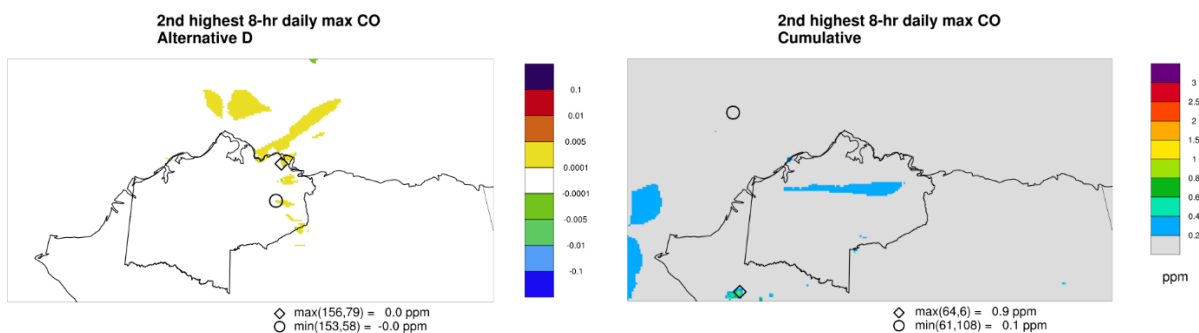 2nd highest 8-hr daily max CO
Alternative D
0.1
0.01
0.005
0.0001
-0.0001
-0.005
-0.01
-0.1
max(156,79) = 0.0 ppm
min(153,58) = -0.0 ppm
2nd highest 8-hr daily max CO
Cumulative
3
2.5
2
1.5
1
0.8
0.6
0.4
0.2
ppm
max(64,6) = 0.9 ppm
min(61,108) = 0.1 ppm